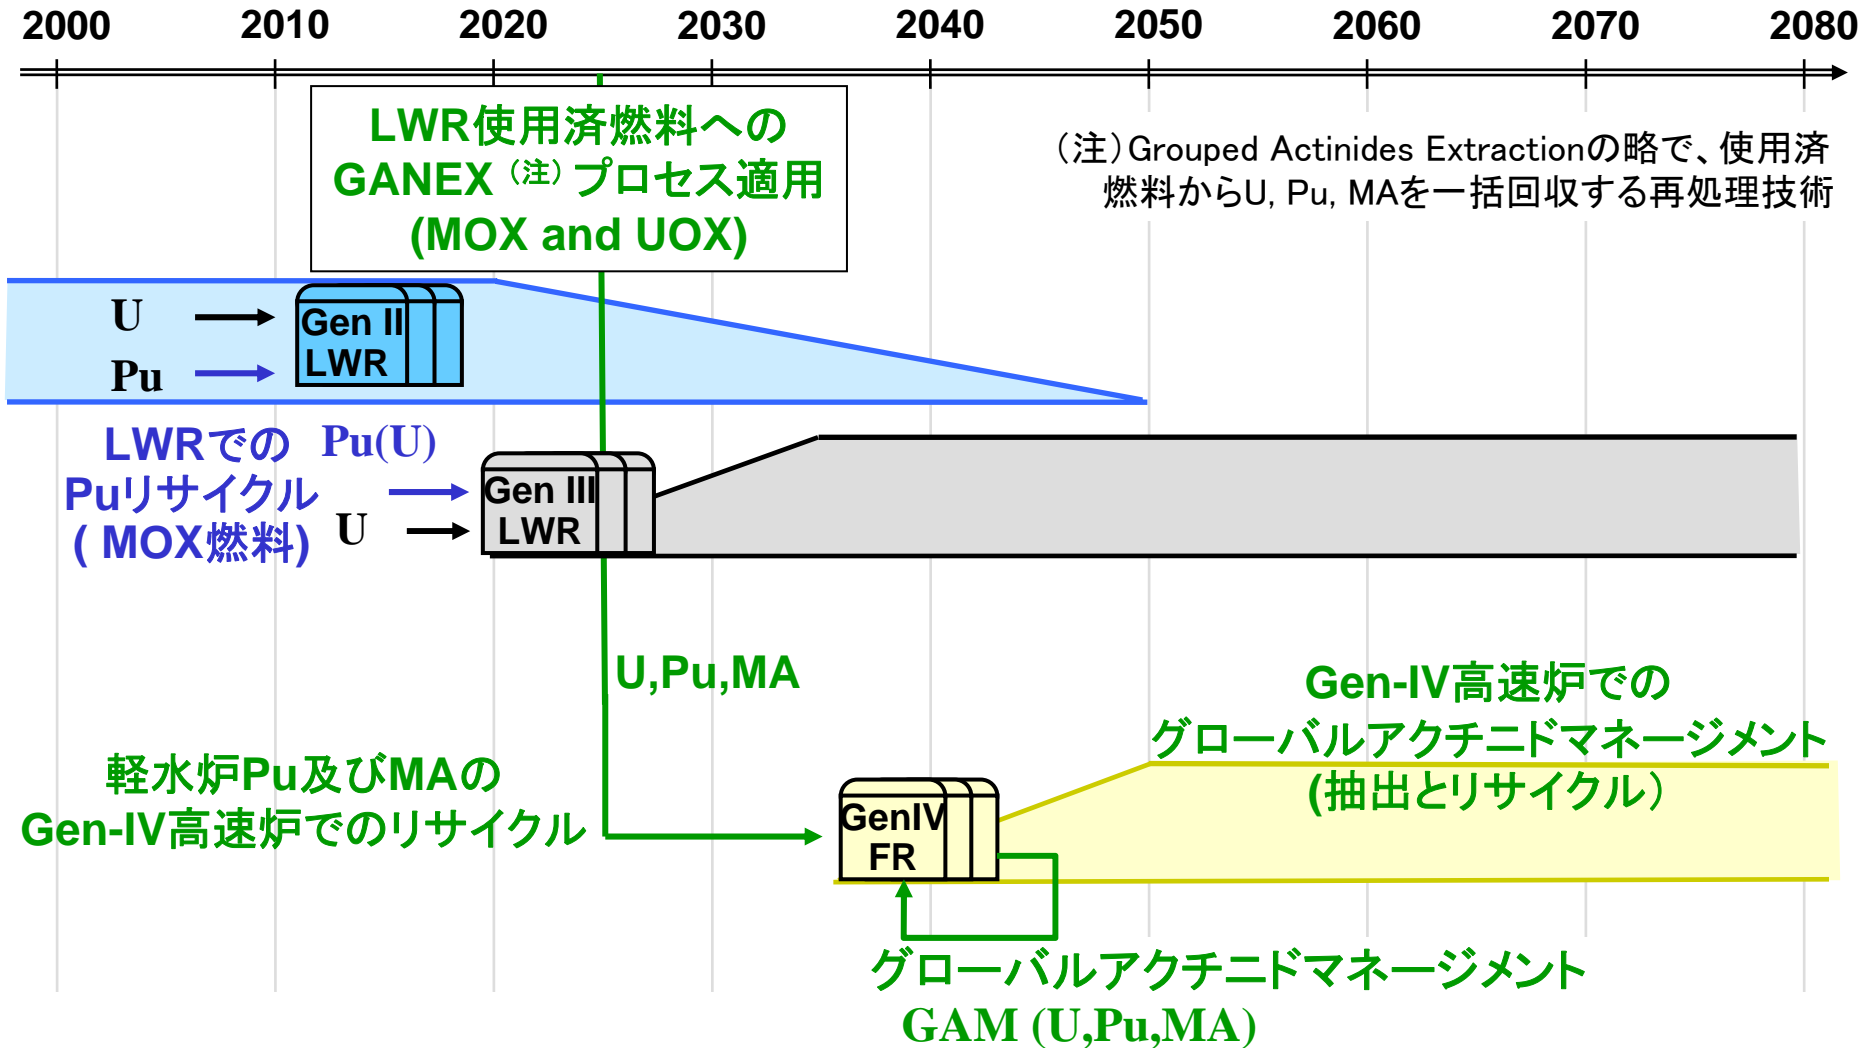 2000 2010 2020 2030 2040 2050 2060 2070 2080
LWR使用済燃料への
GANEX（注）プロセス適用
(MOX and UOX)
（注）Grouped Actinides Extractionの略で、使用済
燃料からU, Pu, MAを一括回収する再処理技術
U
Pu
Gen II
LWR
LWRでの
Puリサイクル
( MOX燃料)
Pu(U)
U
Gen III
LWR
U,Pu,MA
軽水炉Pu及びMAの
Gen-IV高速炉でのリサイクル
GenIV
FR
Gen-IV高速炉での
グローバルアクチニドマネージメント
(抽出とリサイクル）
グローバルアクチニドマネージメント
GAM (U,Pu,MA)